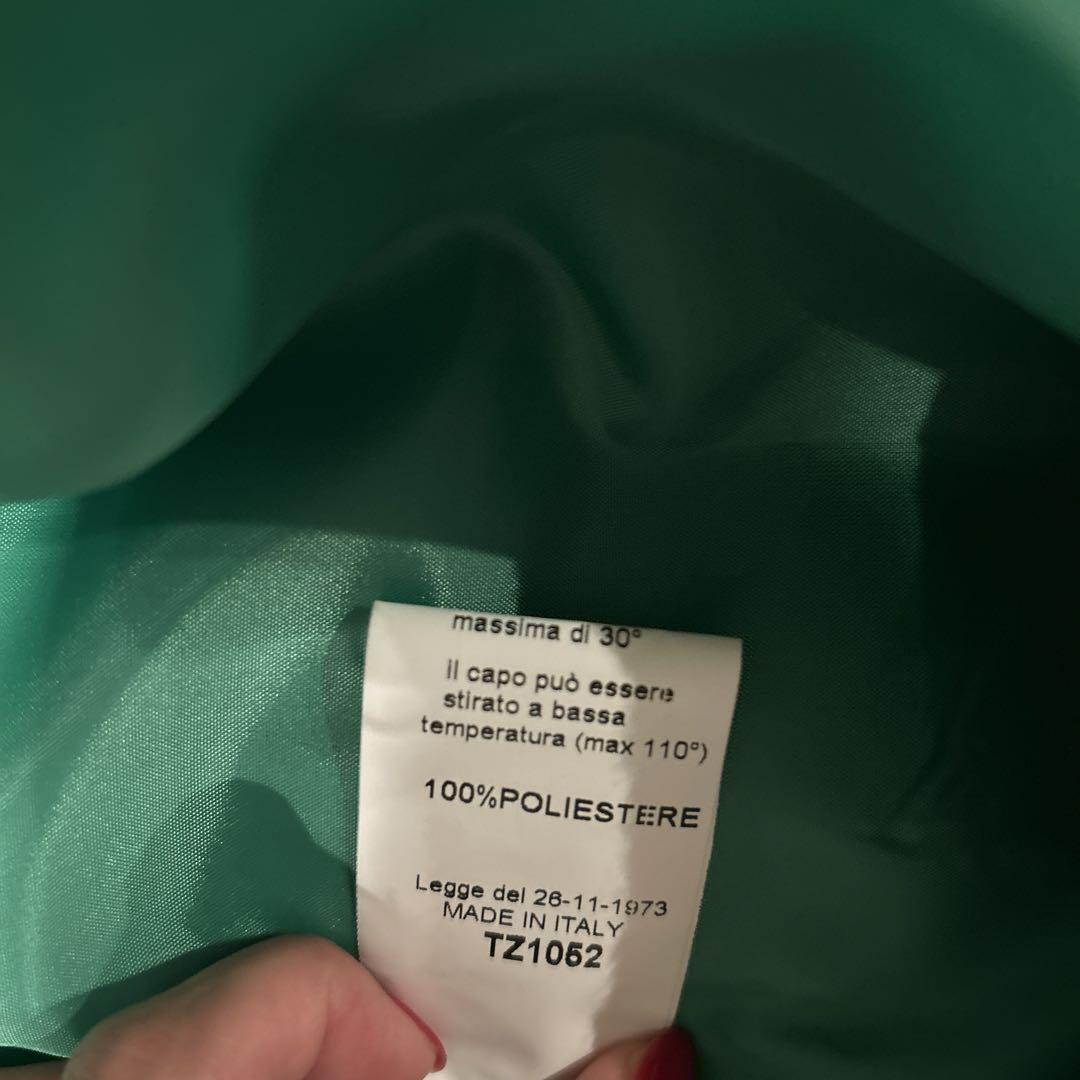 massima di 30°
il capo può essere
stirato a bassa
temperatura (max 110°)
100%POLIESTERE
Legge del 26-11-1973
MADE IN ITALY
TZ1052